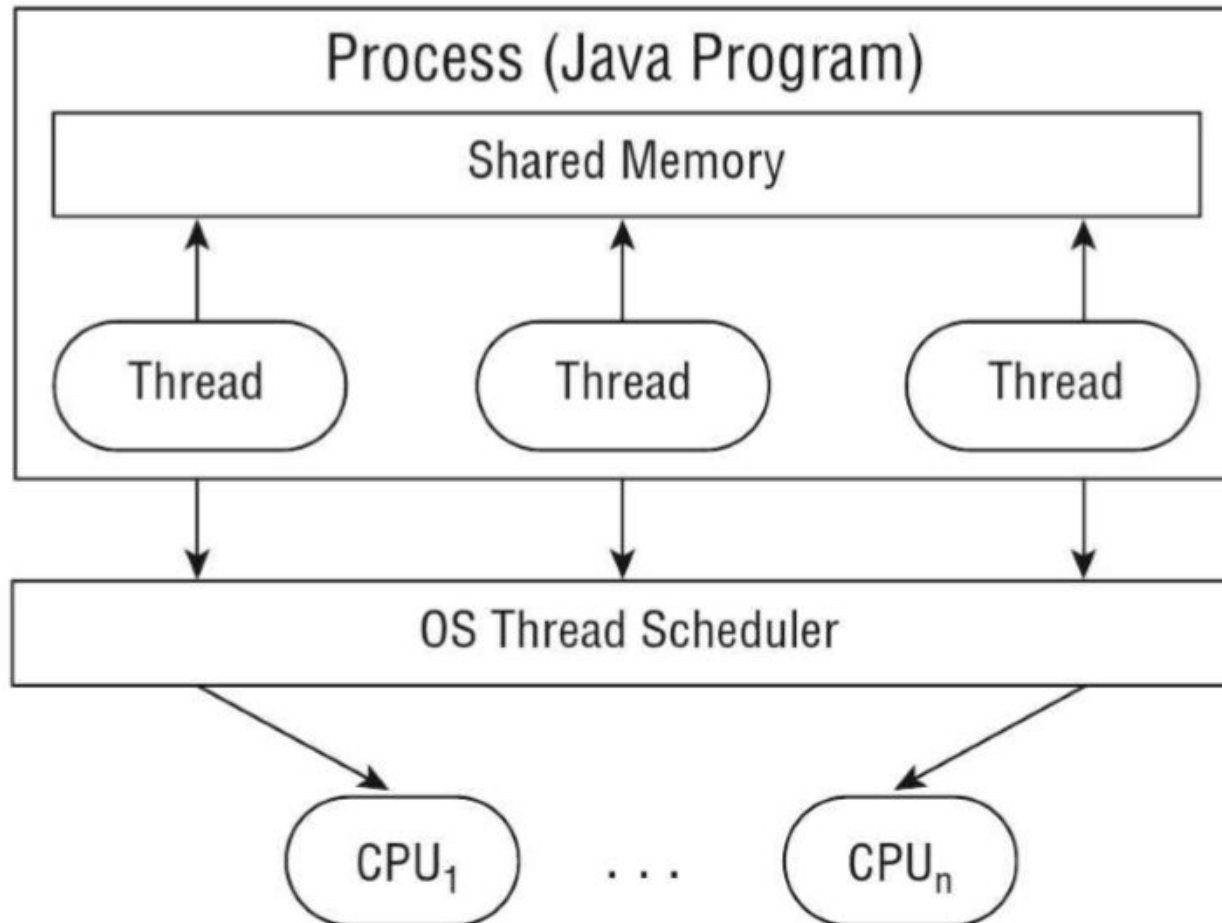 Process (Java Program)
Shared Memory
Thread Thread Thread
OS Thread Scheduler
CPU₁ . . . CPUₙ